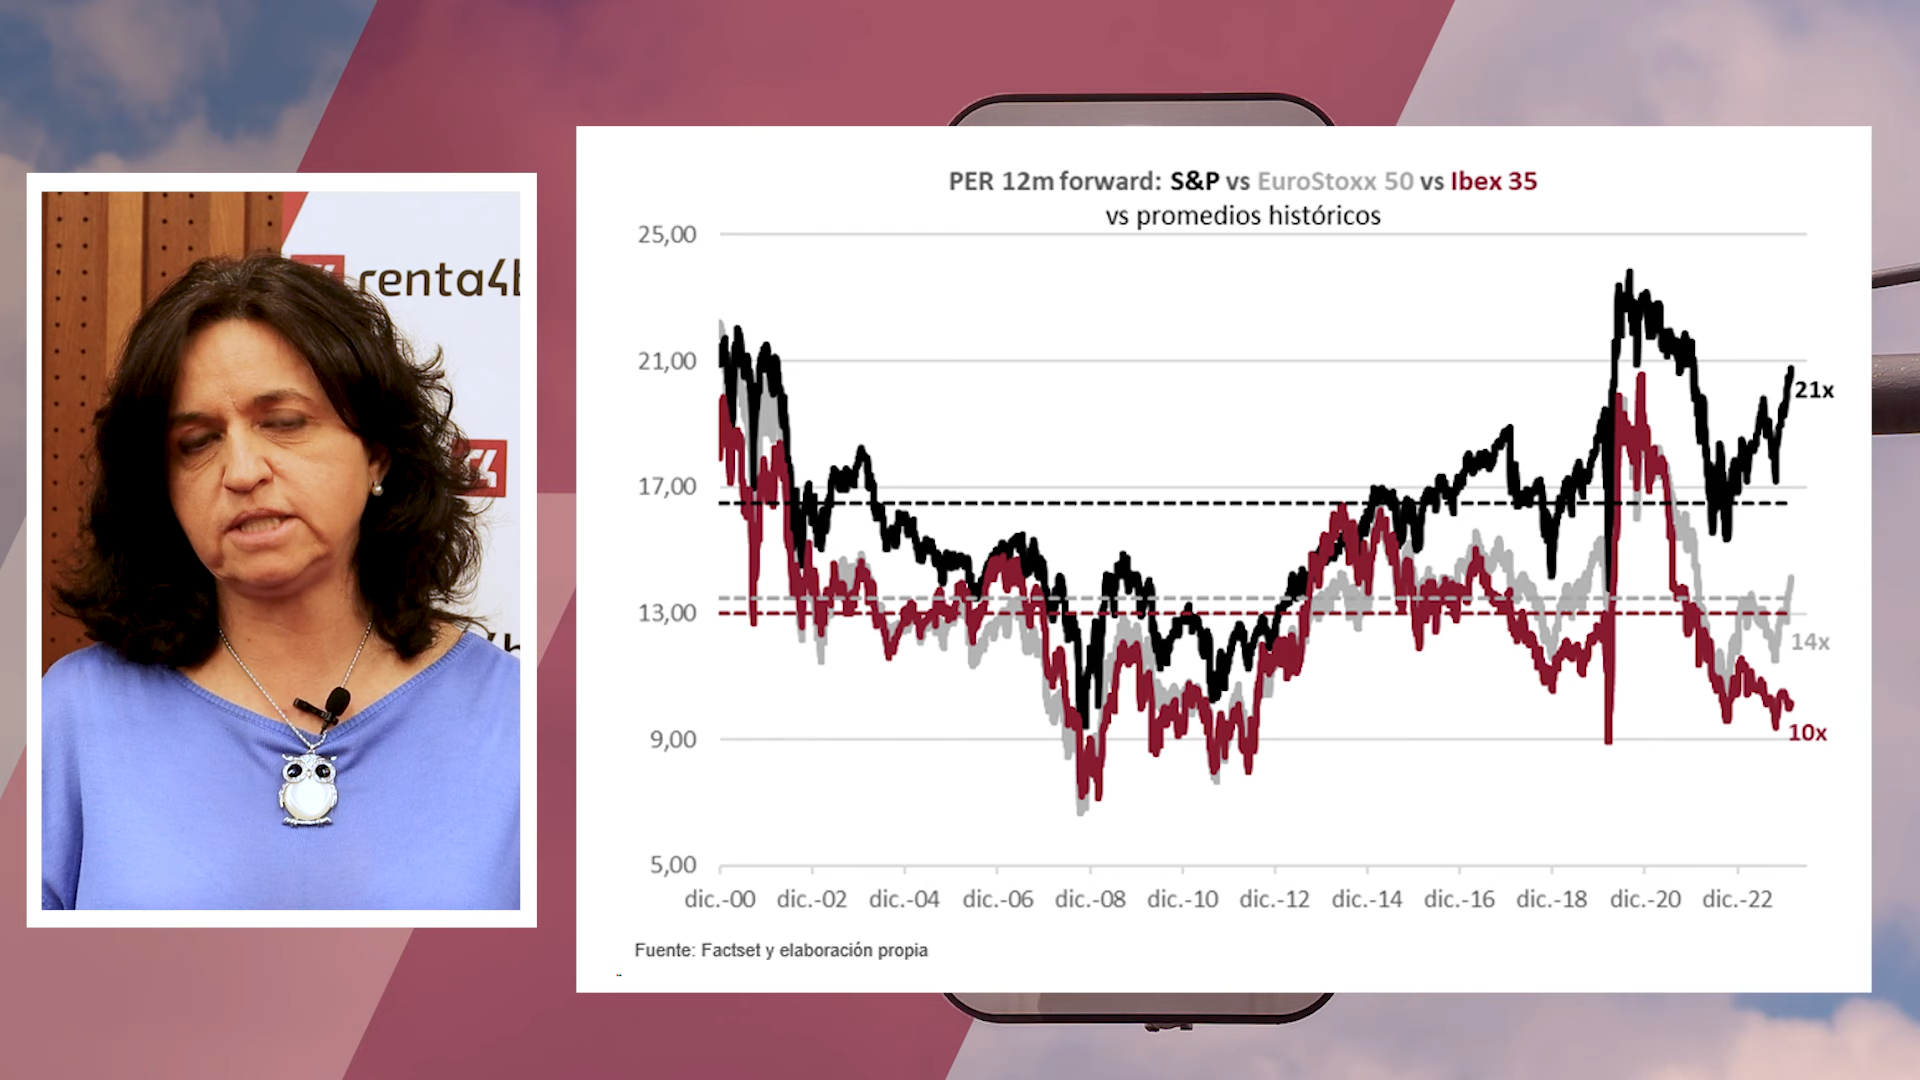 renta4b
PER 12m forward: S&P vs EuroStoxx 50 vs Ibex 35
vs promedios históricos
25,00
21,00
17,00
13,00
9,00
5,00
21x
14x
10x
dic.-00 dic.-02 dic.-04 dic.-06 dic.-08 dic.-10 dic.-12 dic.-14 dic.-16 dic.-18 dic.-20 dic.-22
Fuente: Factset y elaboración propia